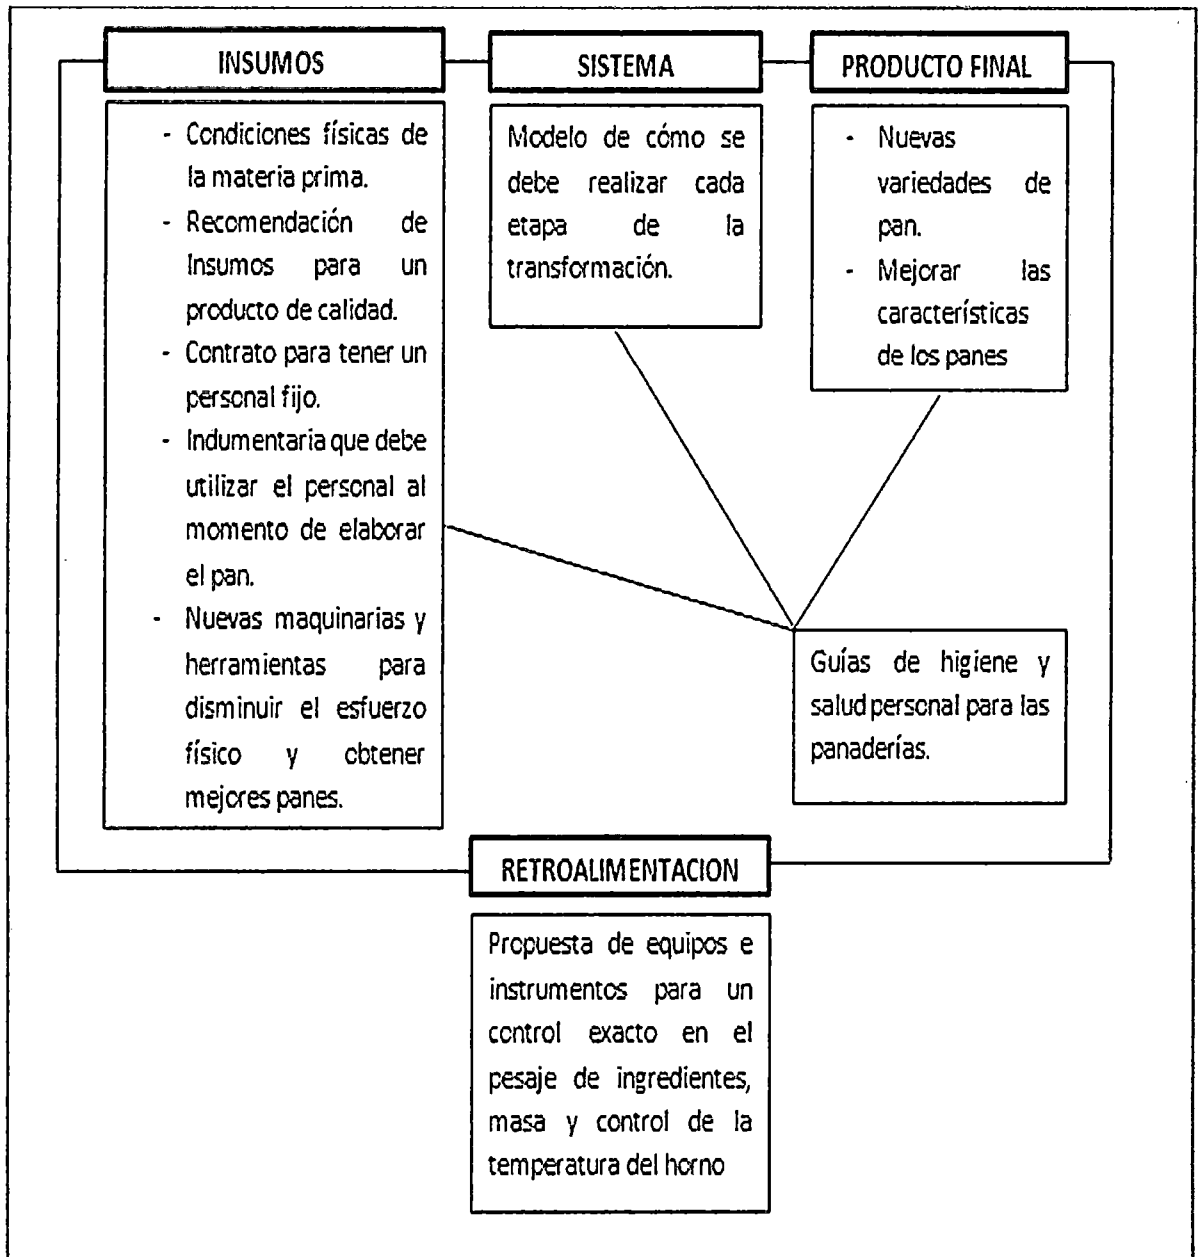 INSUMOS
- Condiciones físicas de
la materia prima.
- Recomendación de
Insumos para un
producto de calidad.
- Contrato para tener un
personal fijo.
- Indumentaria que debe
utilizar el personal al
momento de elaborar
el pan.
- Nuevas maquinarias y
herramientas para
disminuir el esfuerzo
físico y obtener
mejores panes.
SISTEMA
Modelo de cómo se
debe realizar cada
etapa de la
transformación.
PRODUCTO FINAL
- Nuevas
variedades de
pan.
- Mejorar las
características
de los panes
Guías de higiene y
salud personal para las
panaderías.
RETROALIMENTACION
Propuesta de equipos e
instrumentos para un
control exacto en el
pesaje de ingredientes,
masa y control de la
temperatura del horno